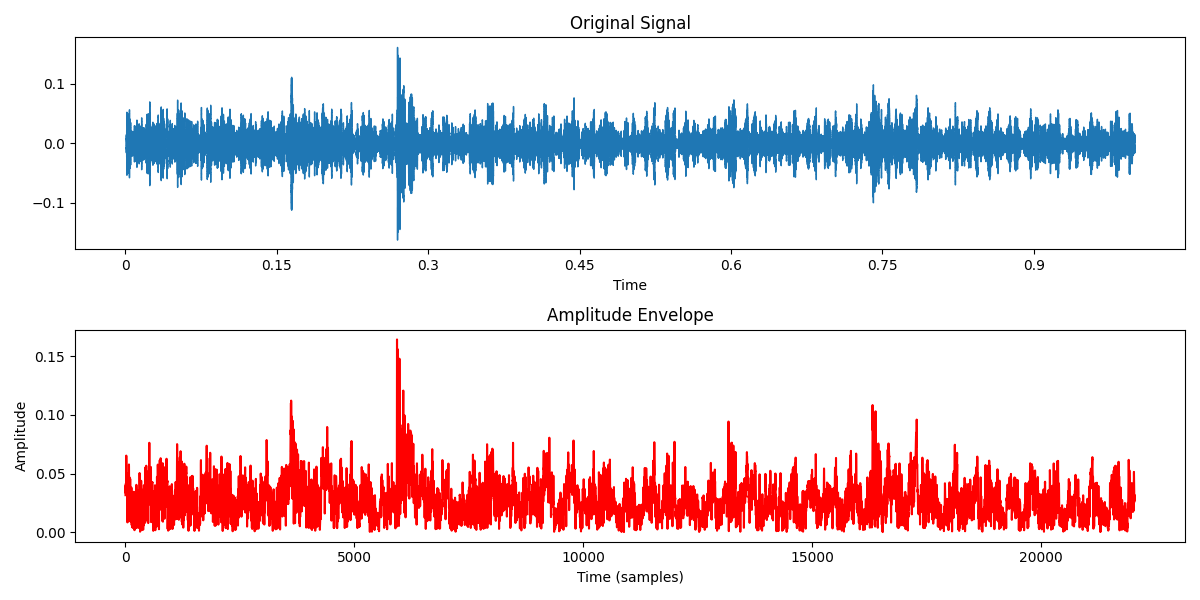 Original Signal
0.1
0.0
−0.1
0 0.15 0.3 0.45 0.6 0.75 0.9
Time
Amplitude Envelope
Amplitude
0.15
0.10
0.05
0.00
0 5000 10000 15000 20000
Time (samples)